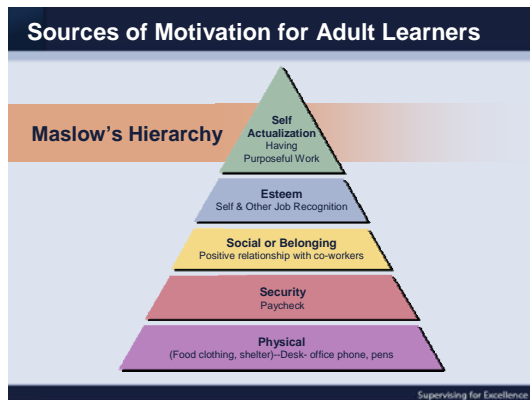 Sources of Motivation for Adult Learners
Maslow's Hierarchy
Self
Actualization
Having
Purposeful Work
Esteem
Self & Other Job Recognition
Social or Belonging
Positive relationship with co-workers
Security
Paycheck
Physical
(Food clothing, shelter)--Desk- office phone, pens
Supervising for Excellence